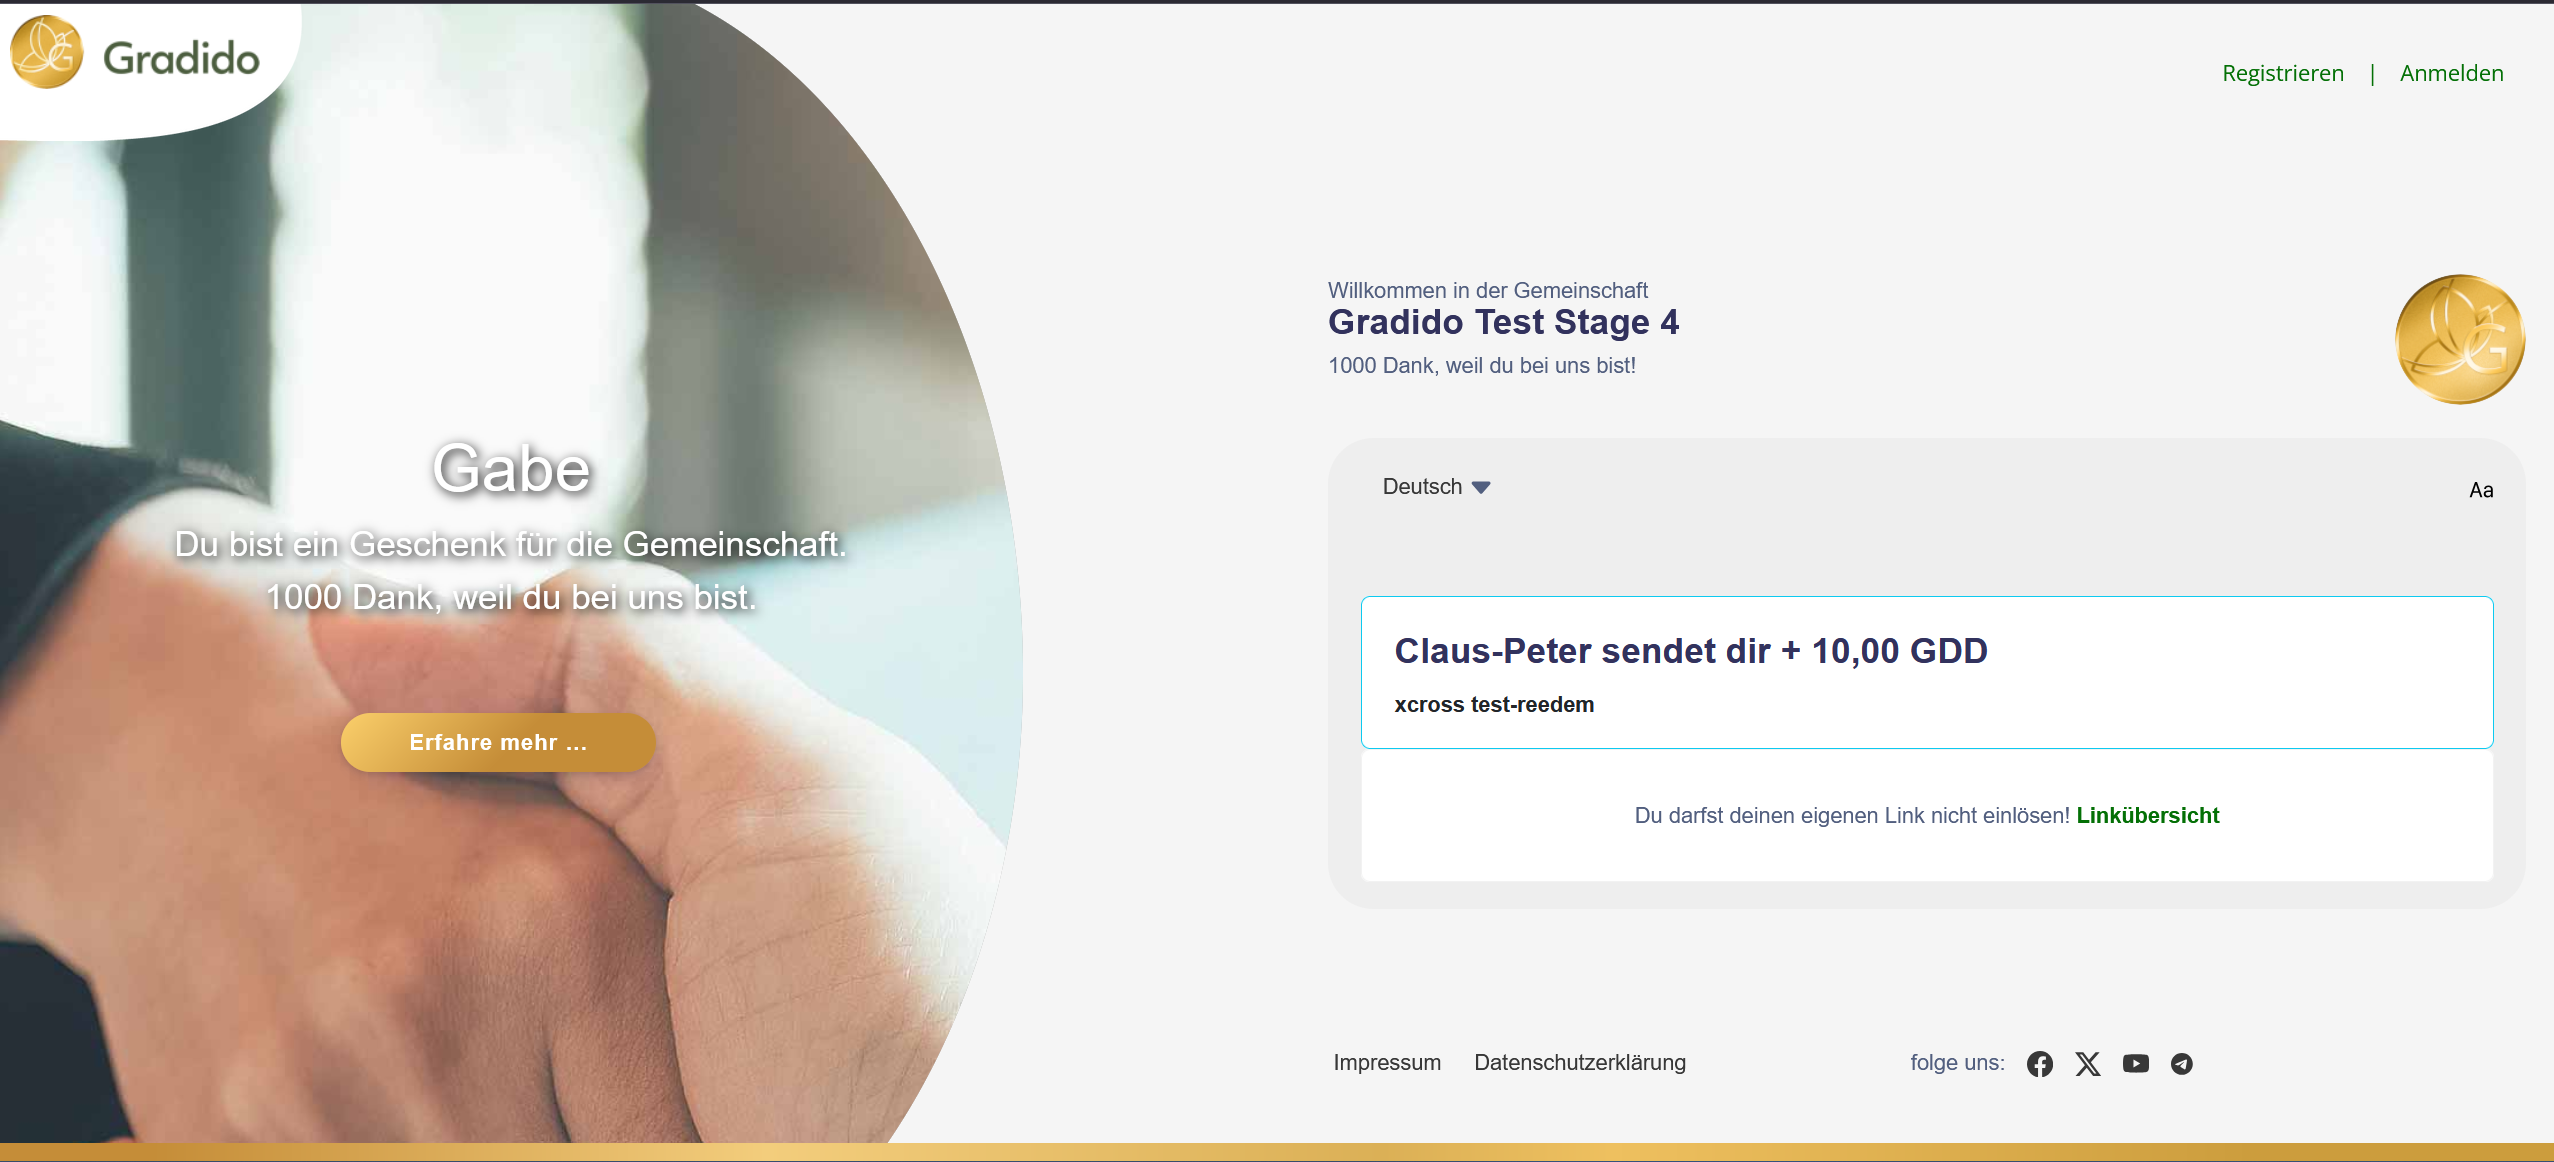 Gradido
Registrieren | Anmelden
Willkommen in der Gemeinschaft
Gradido Test Stage 4
1000 Dank, weil du bei uns bist!
Gabe
Du bist ein Geschenk für die Gemeinschaft.
1000 Dank, weil du bei uns bist.
Erfahre mehr ...
Deutsch
Aa
Claus-Peter sendet dir + 10,00 GDD
xcross test-reedem
Du darfst deinen eigenen Link nicht einlösen! Linkübersicht
Impressum Datenschutzerklärung folge uns: